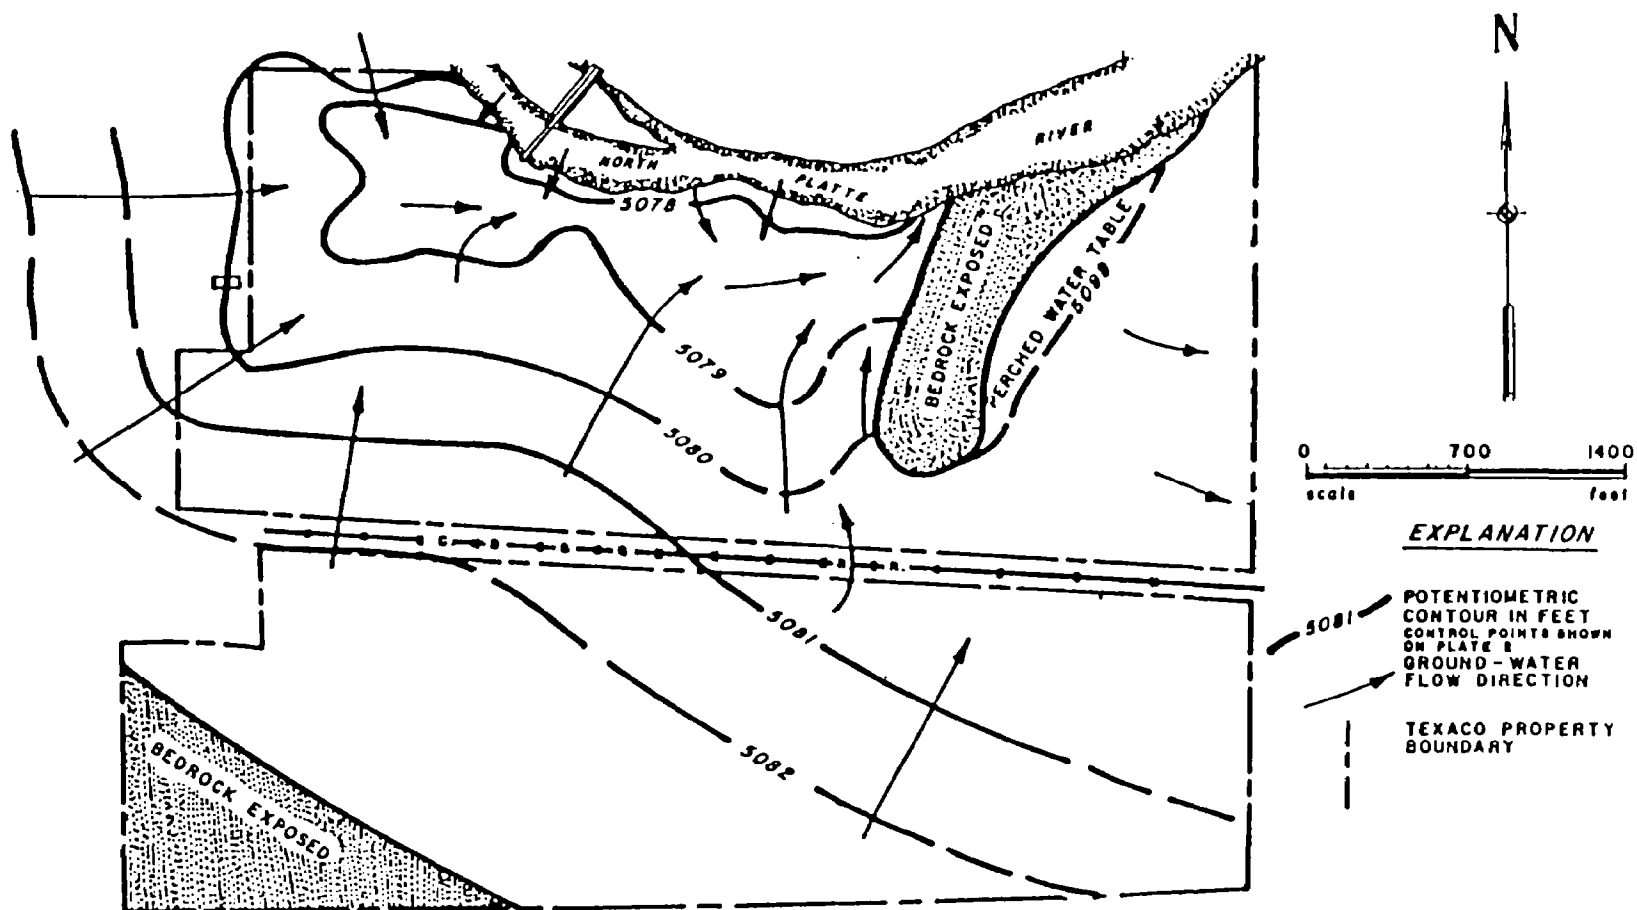 N
NORTH
PLATTE
RIVER
5078
BEDROCK EXPOSED
PERCHED WATER TABLE
5098
5079
5080
5081
5082
BEDROCK EXPOSED
0 700 1400
scale feet
EXPLANATION
5081
POTENTIOMETRIC
CONTOUR IN FEET
CONTROL POINTS SHOWN
ON PLATE 2
GROUND-WATER
FLOW DIRECTION
TEXACO PROPERTY
BOUNDARY